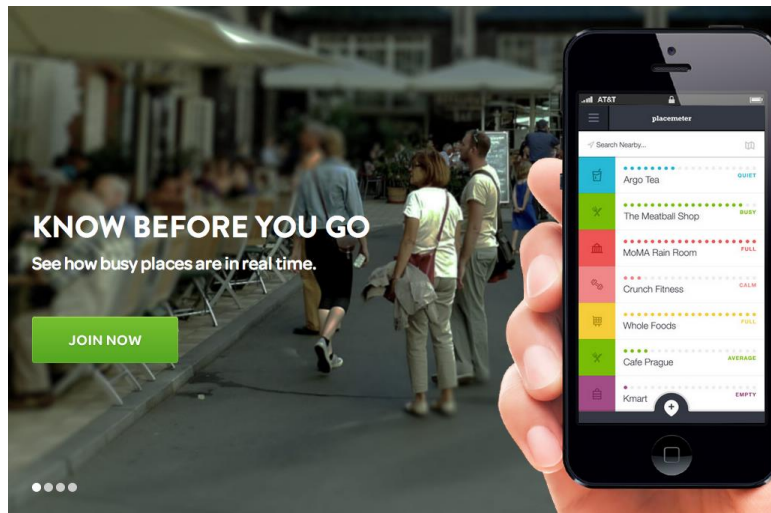 KNOW BEFORE YOU GO
See how busy places are in real time.
JOIN NOW
AT&T
placemeter
Search Nearby...
Argo Tea
QUIET
The Meatball Shop
BUSY
MoMA Rain Room
FULL
Crunch Fitness
CALM
Whole Foods
FULL
Cafe Prague
AVERAGE
Kmart
EMPTY